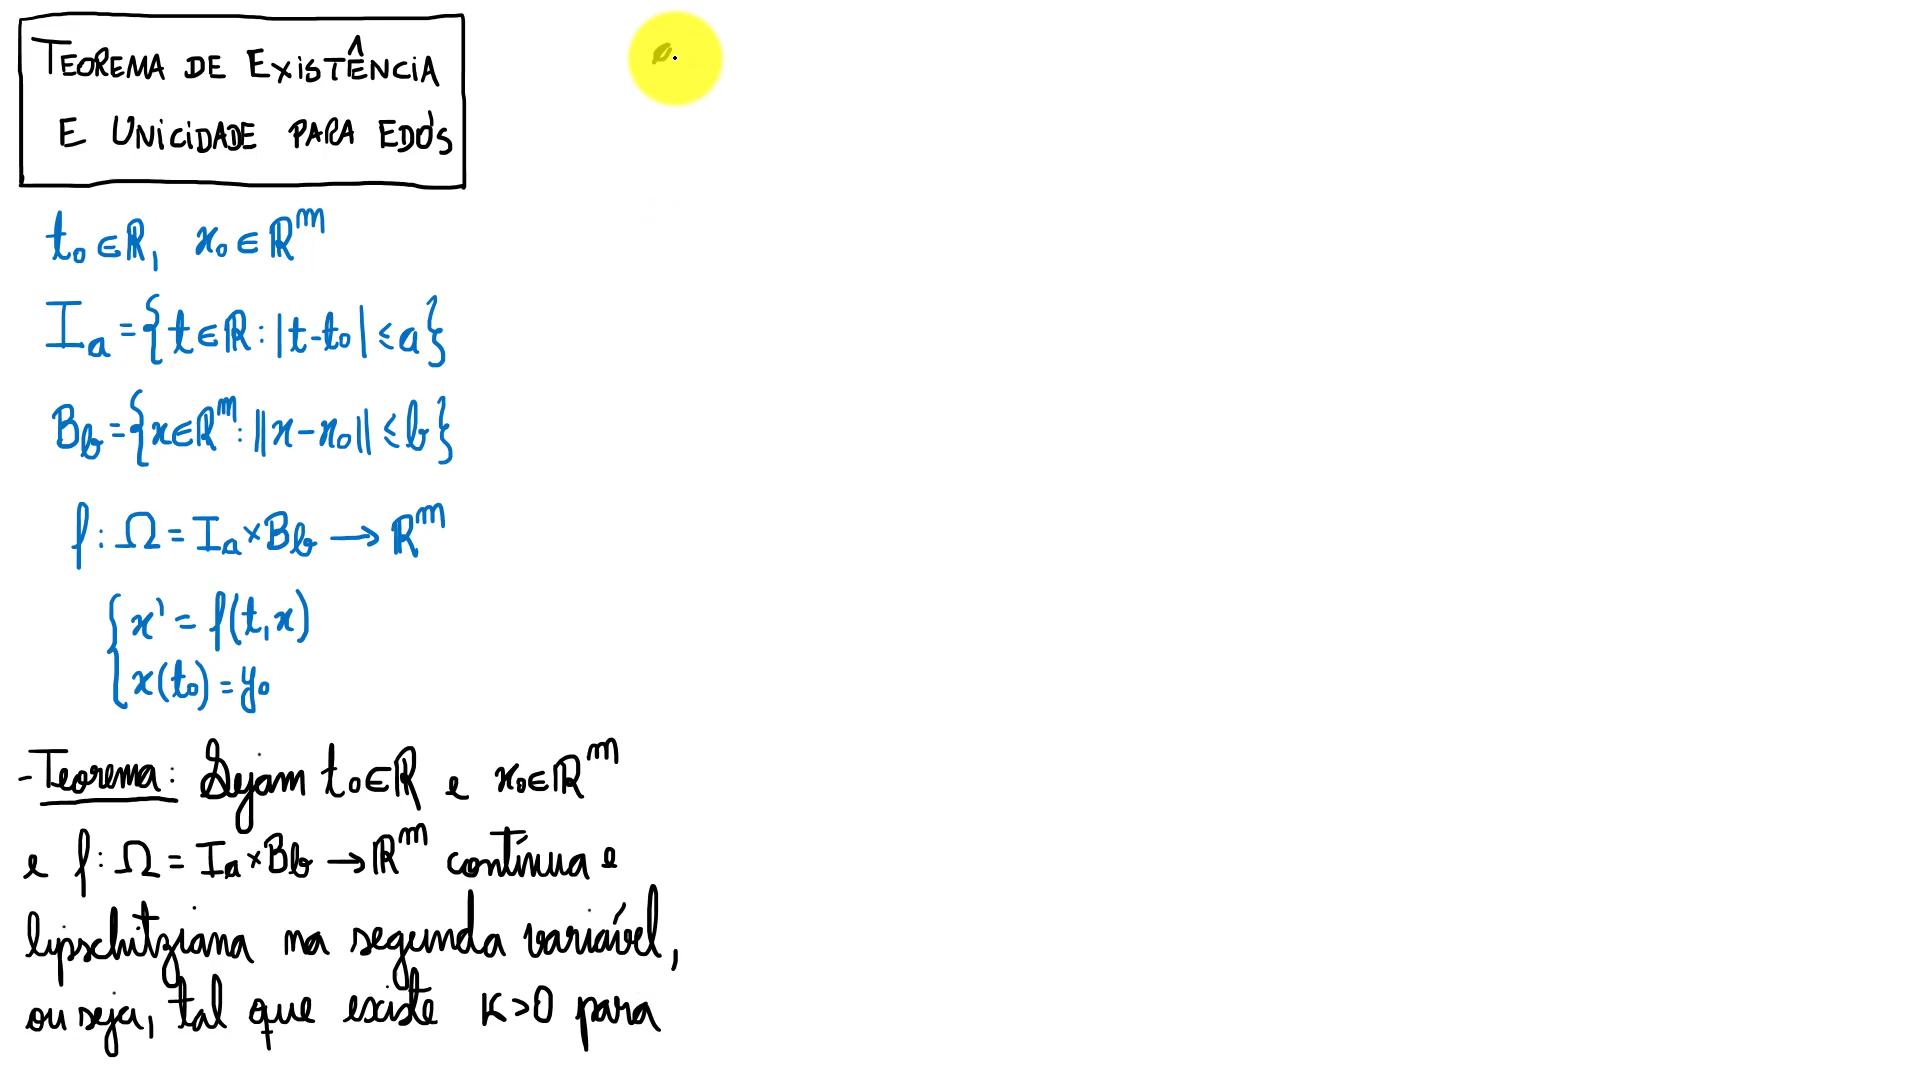 TEOREMA DE EXISTÊNCIA
E UNICIDADE PARA EDO'S
t₀ ∈ ℝ, x₀ ∈ ℝᵐ
Iₐ = {t ∈ ℝ : |t - t₀| ≤ a}
B_b = {x ∈ ℝᵐ : ||x - x₀|| ≤ b}
f : Ω = Iₐ × B_b → ℝᵐ
{ x' = f(t, x)
x(t₀) = y₀
- Teorema: Sejam t₀ ∈ ℝ e x₀ ∈ ℝᵐ
e f : Ω = Iₐ × B_b → ℝᵐ contínua e
lipschitziana na segunda variável,
ou seja, tal que existe K > 0 para